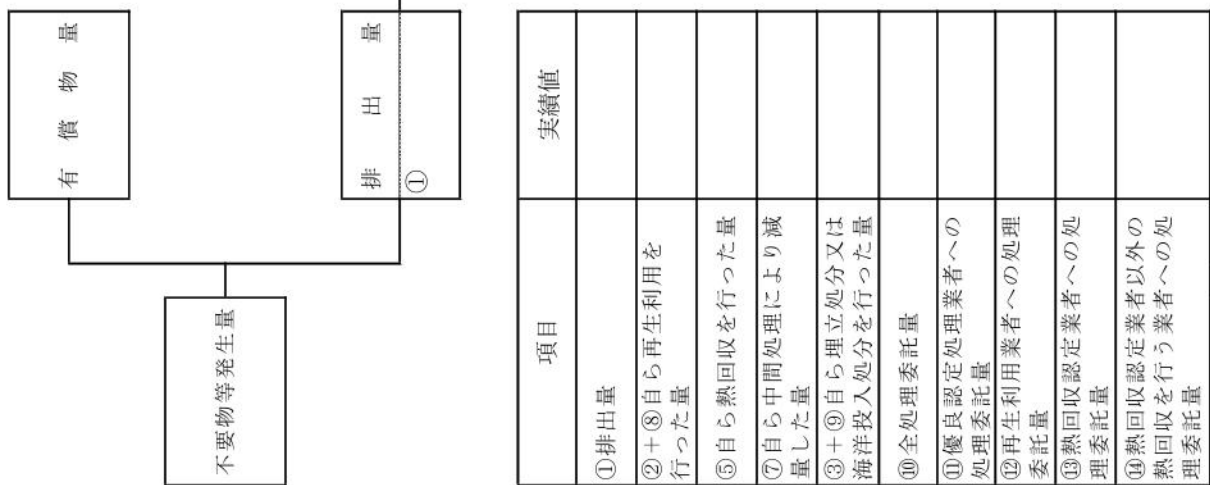 有償物量
不要物等発生量
排出量
①
項目
実績値
①排出量
②+⑧自ら再生利用を
行った量
⑤自ら熱回収を行った量
⑦自ら中間処理により減
量した量
③+⑨自ら埋立処分又は
海洋投入処分を行った量
⑩全処理委託量
⑪優良認定処理業者への
処理委託量
⑫再生利用業者への処理
委託量
⑬熱回収認定業者への処
理委託量
⑭熱回収認定業者以外の
熱回収を行う業者への処
理委託量